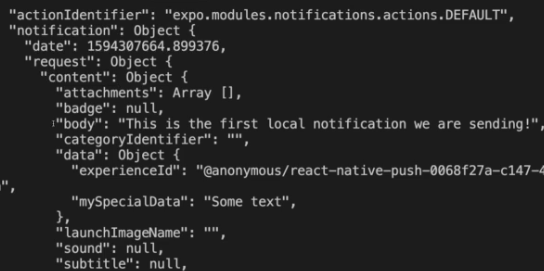 "actionIdentifier": "expo.modules.notifications.actions.DEFAULT",
"notification": Object {
"date": 1594307664.899376,
"request": Object {
"content": Object {
"attachments": Array [],
"badge": null,
"body": "This is the first local notification we are sending!",
"categoryIdentifier": "",
"data": Object {
"experienceId": "@anonymous/react-native-push-0068f27a-c147-4
",
"mySpecialData": "Some text",
},
"launchImageName": "",
"sound": null,
"subtitle": null,